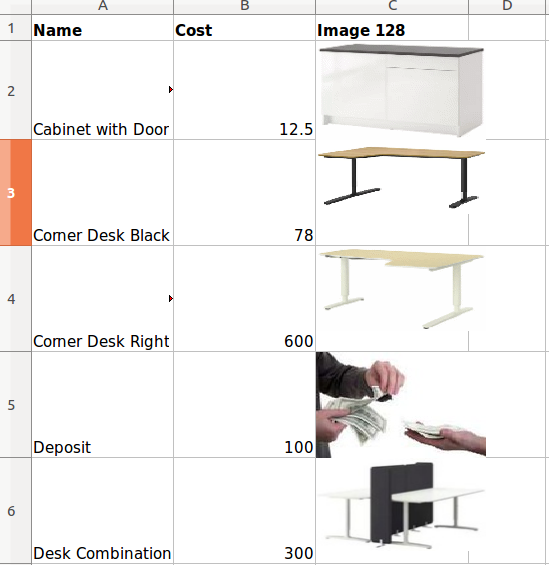 A B C D
1 Name Cost Image 128
2 Cabinet with Door 12.5
3 Corner Desk Black 78
4 Corner Desk Right 600
5 Deposit 100
6 Desk Combination 300